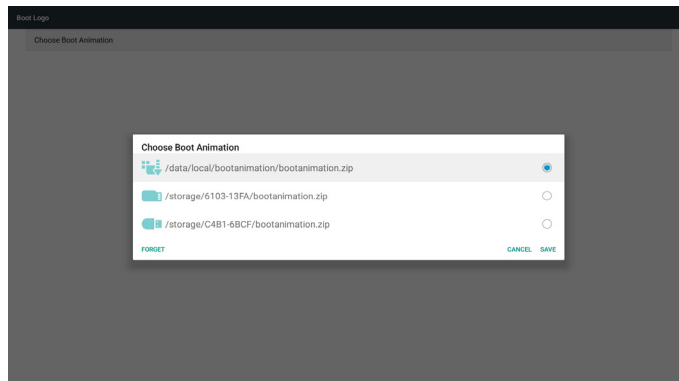 Boot Logo
Choose Boot Animation
Choose Boot Animation
/data/local/bootanimation/bootanimation.zip
/storage/6103-13FA/bootanimation.zip
/storage/C4B1-6BCF/bootanimation.zip
FORGET CANCEL SAVE